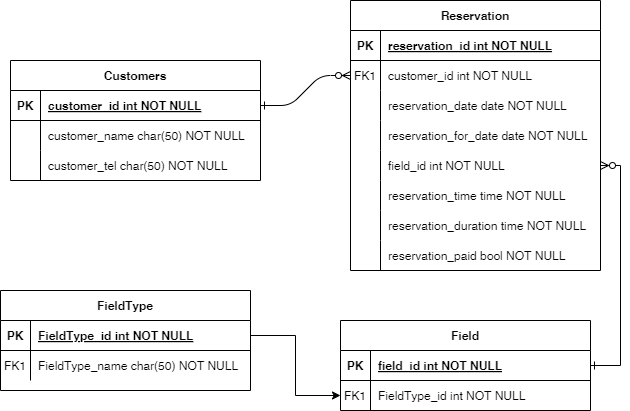 Reservation
PK reservation_id int NOT NULL
FK1 customer_id int NOT NULL
reservation_date date NOT NULL
reservation_for_date date NOT NULL
field_id int NOT NULL
reservation_time time NOT NULL
reservation_duration time NOT NULL
reservation_paid bool NOT NULL
Customers
PK customer_id int NOT NULL
customer_name char(50) NOT NULL
customer_tel char(50) NOT NULL
FieldType
PK FieldType_id int NOT NULL
FK1 FieldType_name char(50) NOT NULL
Field
PK field_id int NOT NULL
FK1 FieldType_id int NOT NULL